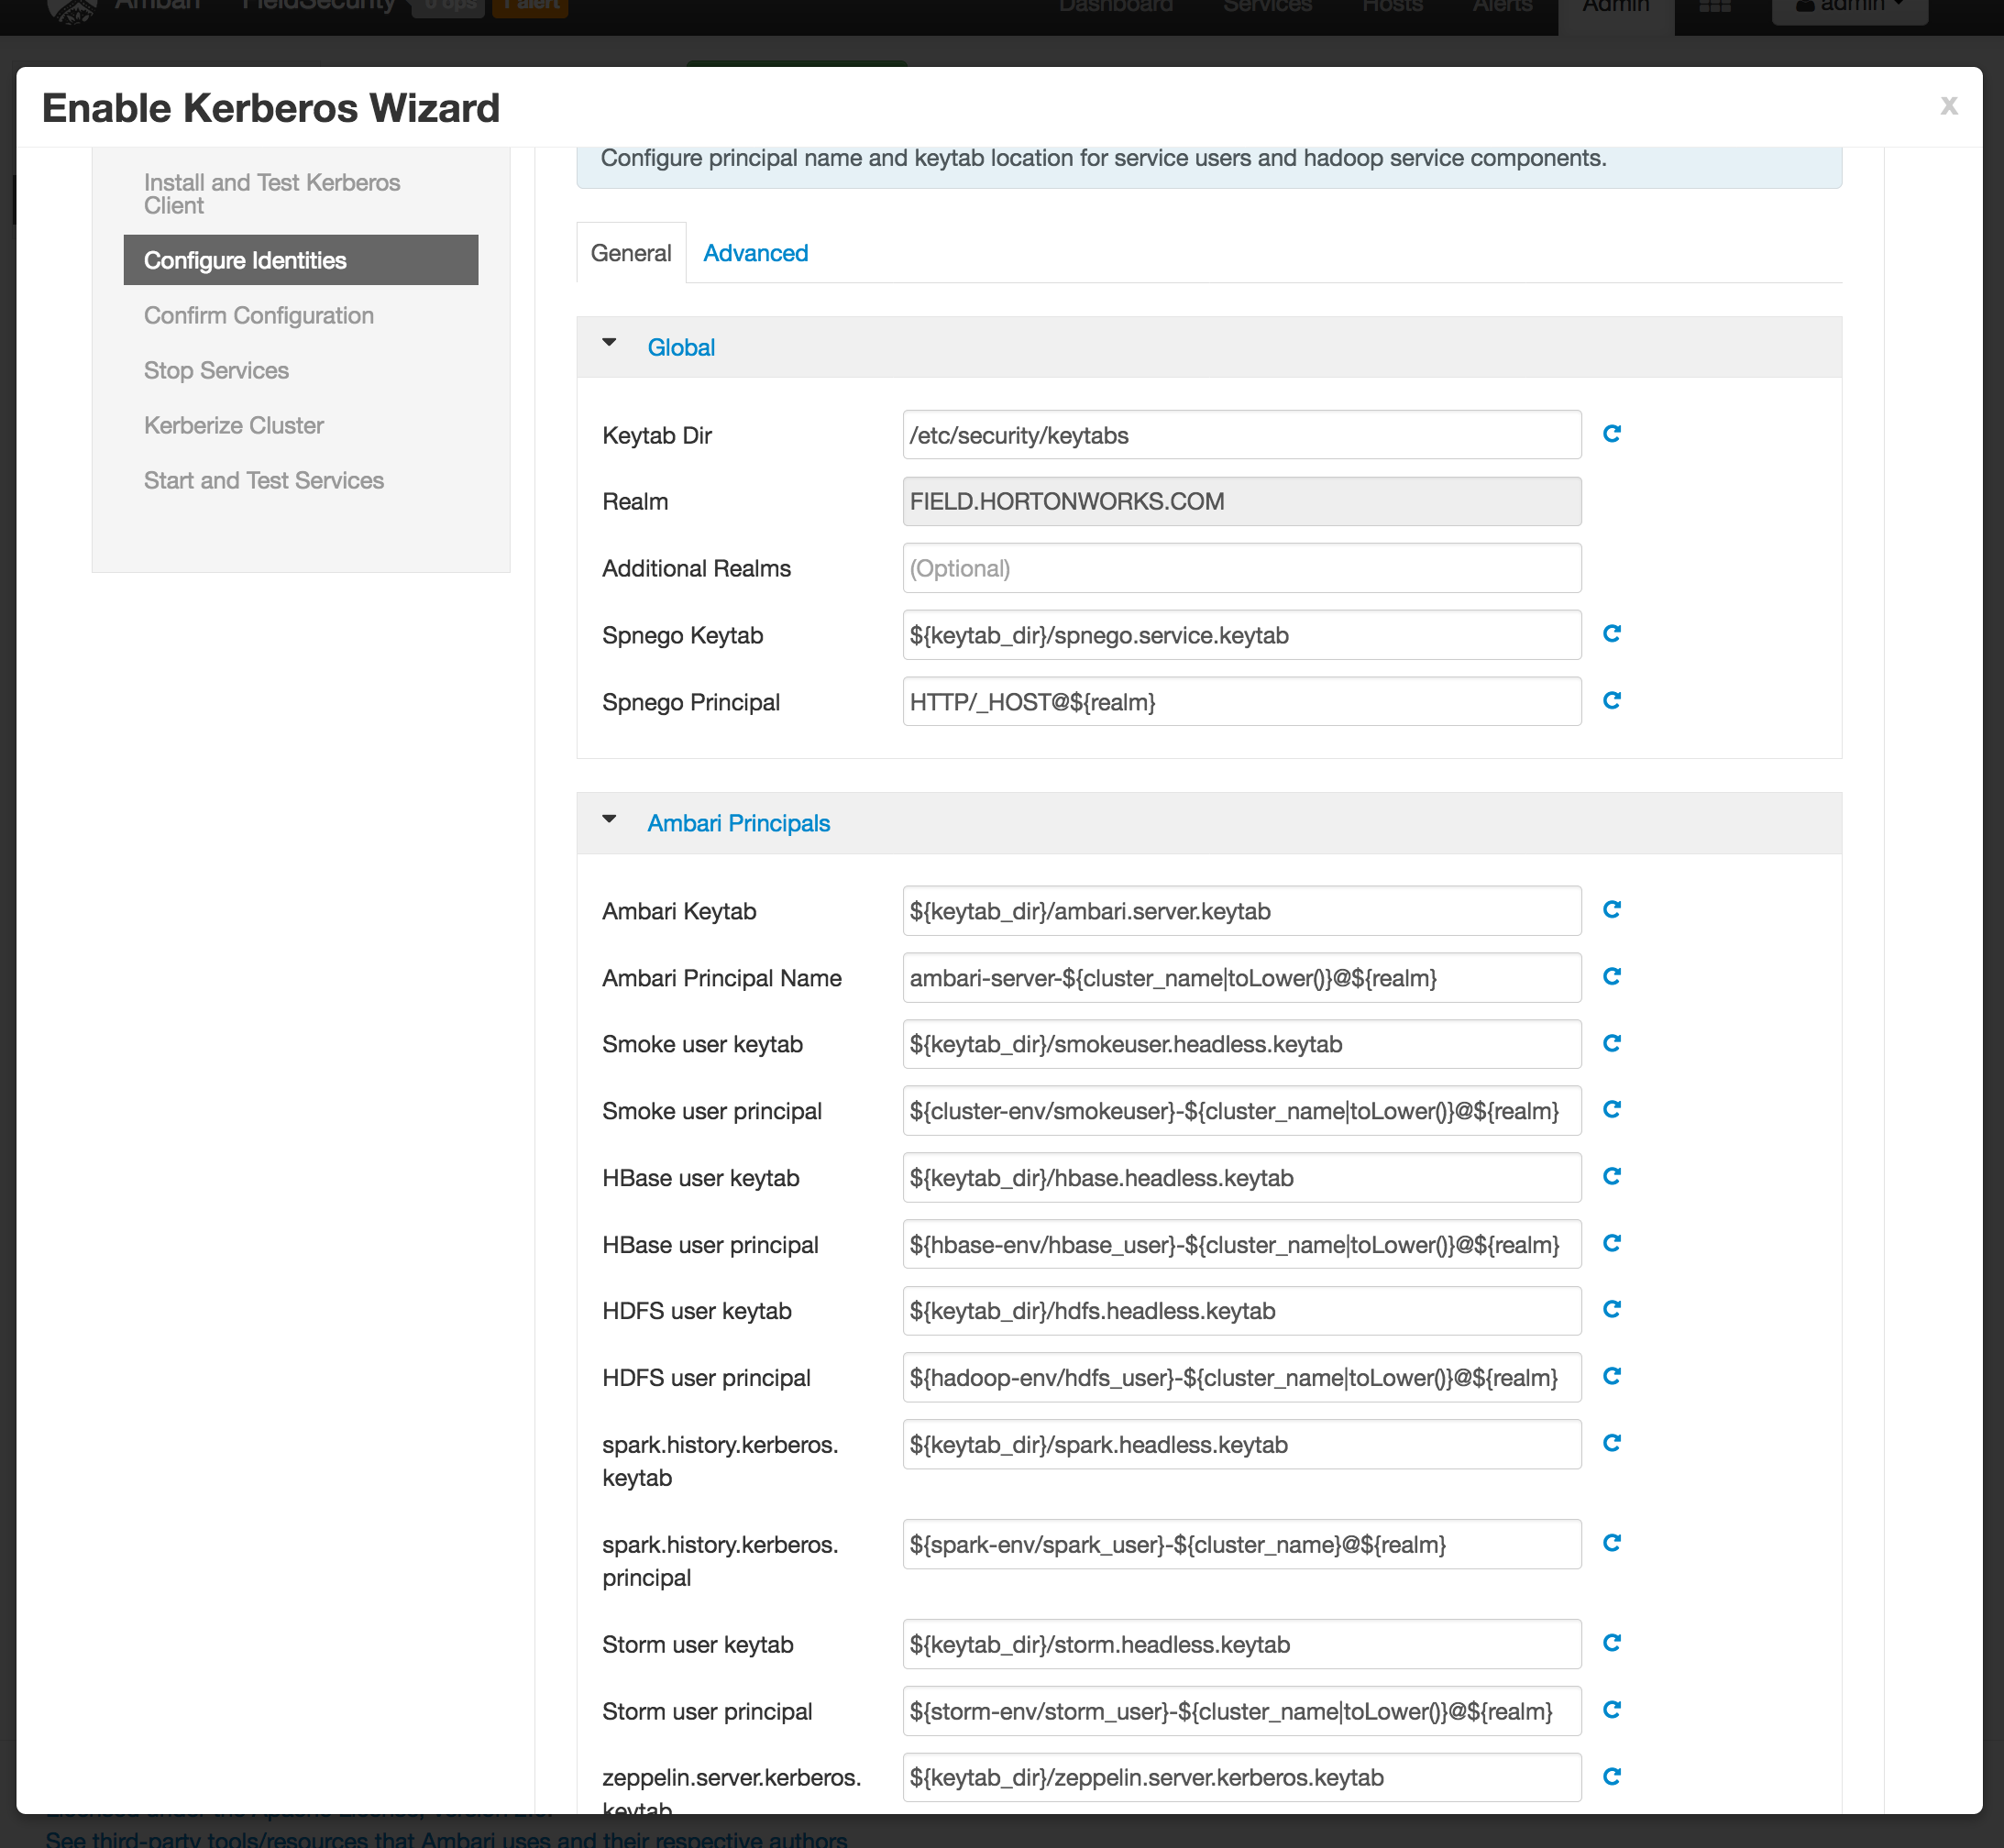 Ambari FieldSecurity 0 ops 1 alert Dashboard Services Hosts Alerts Admin admin
Enable Kerberos Wizard x
Install and Test Kerberos
Client
Configure Identities
Confirm Configuration
Stop Services
Kerberize Cluster
Start and Test Services
Configure principal name and keytab location for service users and hadoop service components.
General Advanced
Global
Keytab Dir /etc/security/keytabs
Realm FIELD.HORTONWORKS.COM
Additional Realms (Optional)
Spnego Keytab ${keytab_dir}/spnego.service.keytab
Spnego Principal HTTP/_HOST@${realm}
Ambari Principals
Ambari Keytab ${keytab_dir}/ambari.server.keytab
Ambari Principal Name ambari-server-${cluster_name|toLower()}@${realm}
Smoke user keytab ${keytab_dir}/smokeuser.headless.keytab
Smoke user principal ${cluster-env/smokeuser}-${cluster_name|toLower()}@${realm}
HBase user keytab ${keytab_dir}/hbase.headless.keytab
HBase user principal ${hbase-env/hbase_user}-${cluster_name|toLower()}@${realm}
HDFS user keytab ${keytab_dir}/hdfs.headless.keytab
HDFS user principal ${hadoop-env/hdfs_user}-${cluster_name|toLower()}@${realm}
spark.history.kerberos. ${keytab_dir}/spark.headless.keytab
keytab
spark.history.kerberos. ${spark-env/spark_user}-${cluster_name}@${realm}
principal
Storm user keytab ${keytab_dir}/storm.headless.keytab
Storm user principal ${storm-env/storm_user}-${cluster_name|toLower()}@${realm}
zeppelin.server.kerberos. ${keytab_dir}/zeppelin.server.kerberos.keytab
keytab
See third-party tools/resources that Ambari uses and their respective authors